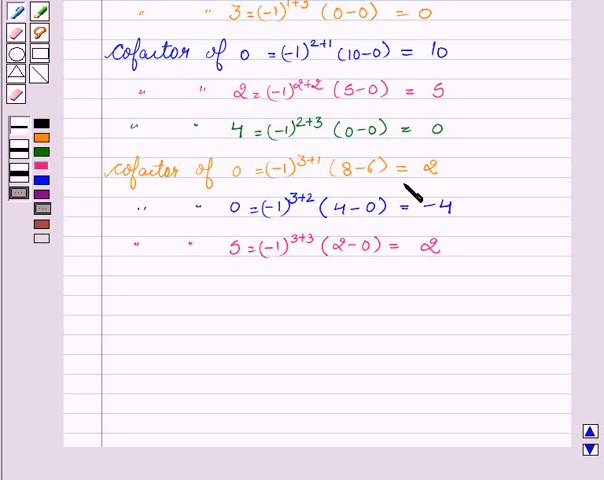 " " 3 = (-1)^{1+3} (0-0) = 0
cofactor of 0 = (-1)^{2+1} (10-0) = 10
" " 2 = (-1)^{2+2} (5-0) = 5
" " 4 = (-1)^{2+3} (0-0) = 0
cofactor of 0 = (-1)^{3+1} (8-6) = 2
" " 0 = (-1)^{3+2} (4-0) = -4
" " 5 = (-1)^{3+3} (2-0) = 2